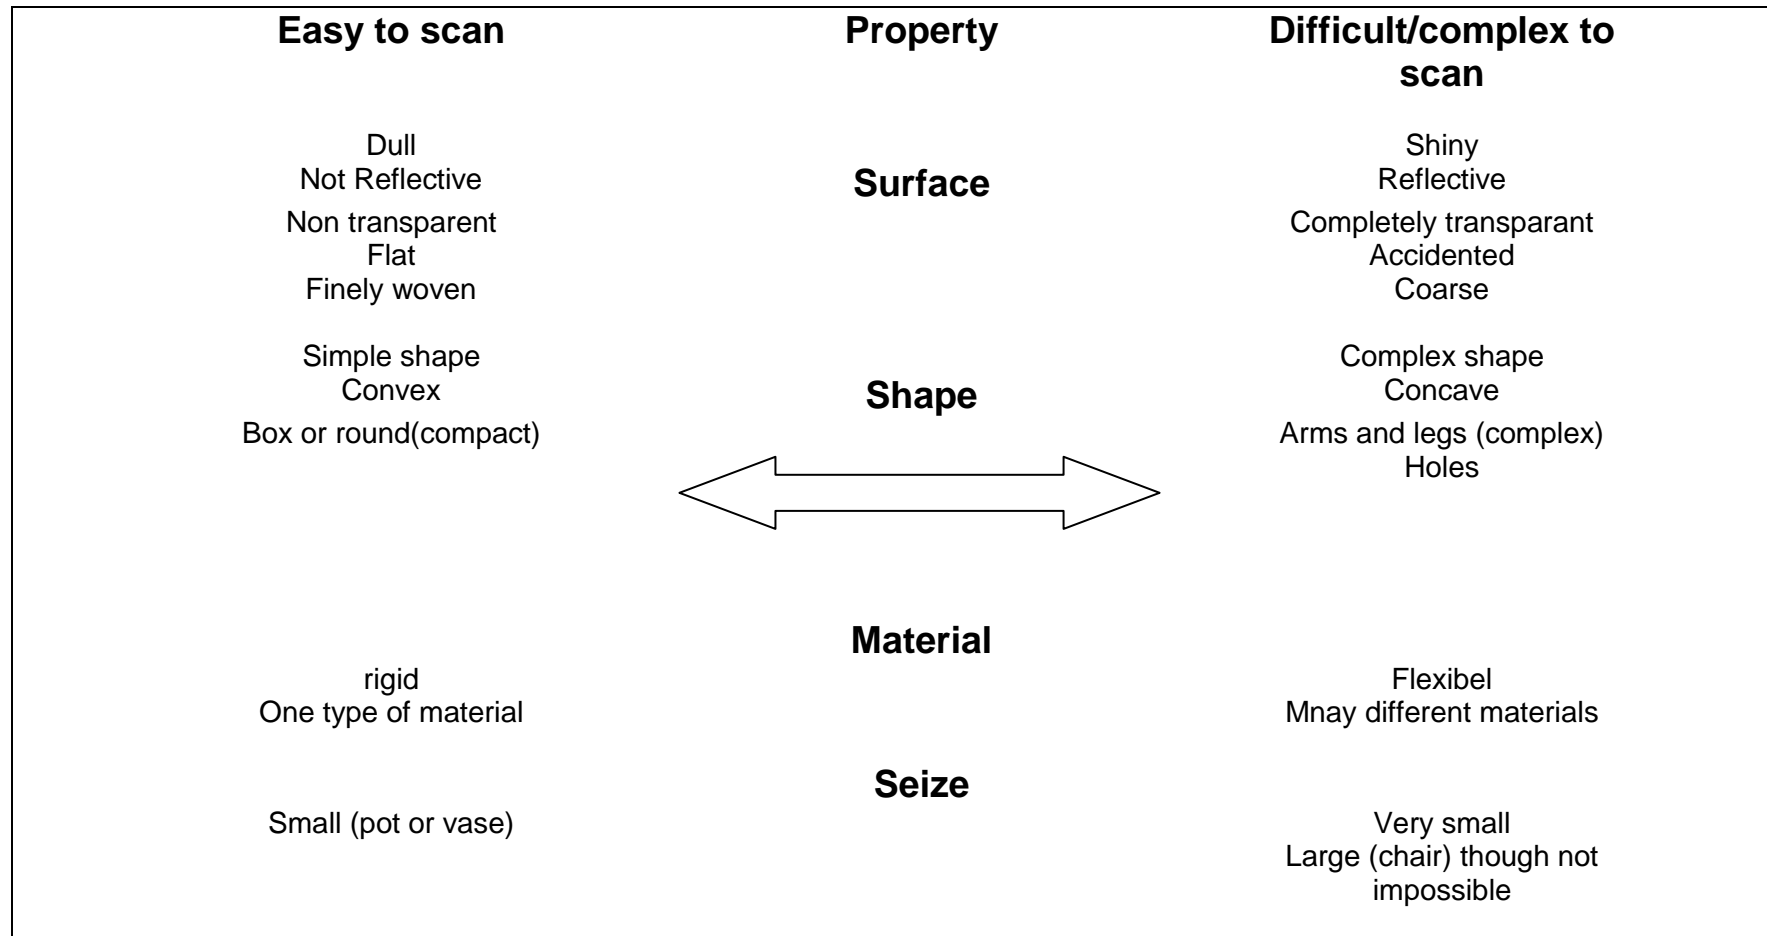 Easy to scan Property Difficult/complex to
scan
Dull Shiny
Not Reflective Surface Reflective
Non transparent Completely transparant
Flat Accidented
Finely woven Coarse
Simple shape Complex shape
Convex Shape Concave
Box or round(compact) Arms and legs (complex)
Holes
Material
rigid Flexibel
One type of material Mnay different materials
Seize
Small (pot or vase) Very small
Large (chair) though not
impossible